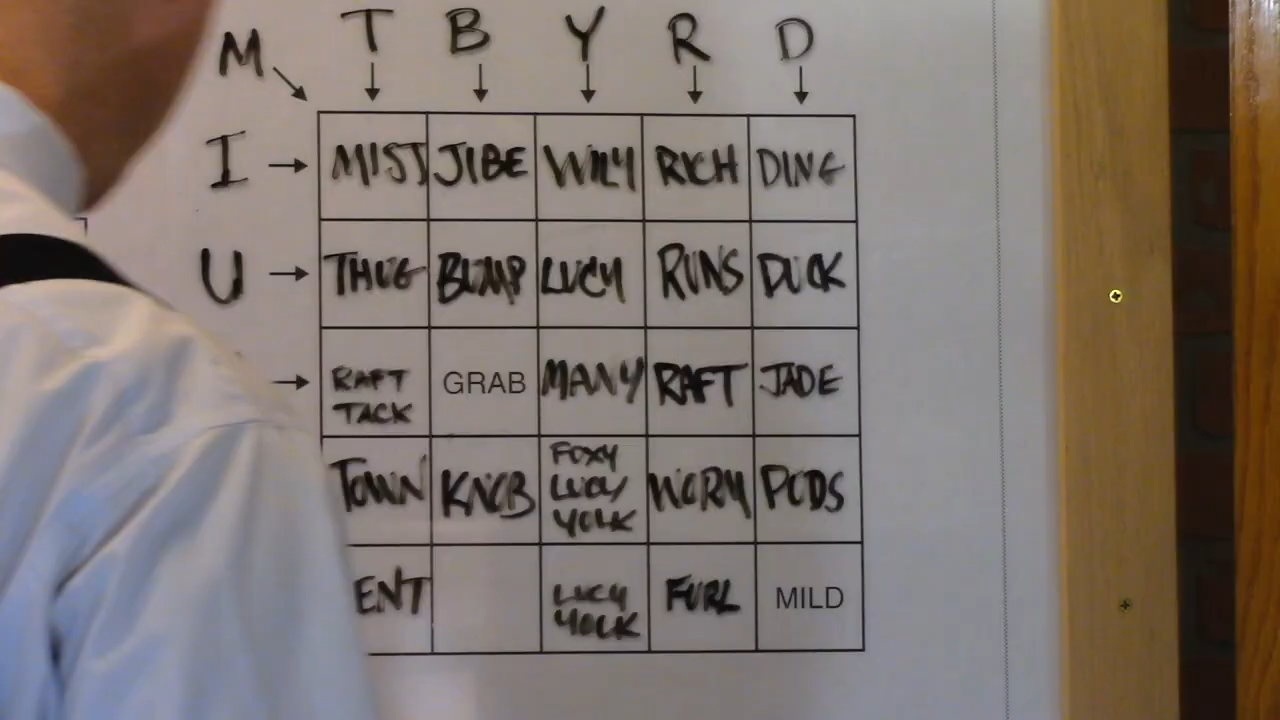 M T B Y R D
I MIST JIBE WILY RICH DING
U THUG BUMP LUCY RUNS DUCK
RAFT
TACK
GRAB MANY RAFT JADE
TOWN KNOB
FOXY
LUCY
YOLK
WORM PODS
ENT
LUCY
YOLK
FURL MILD